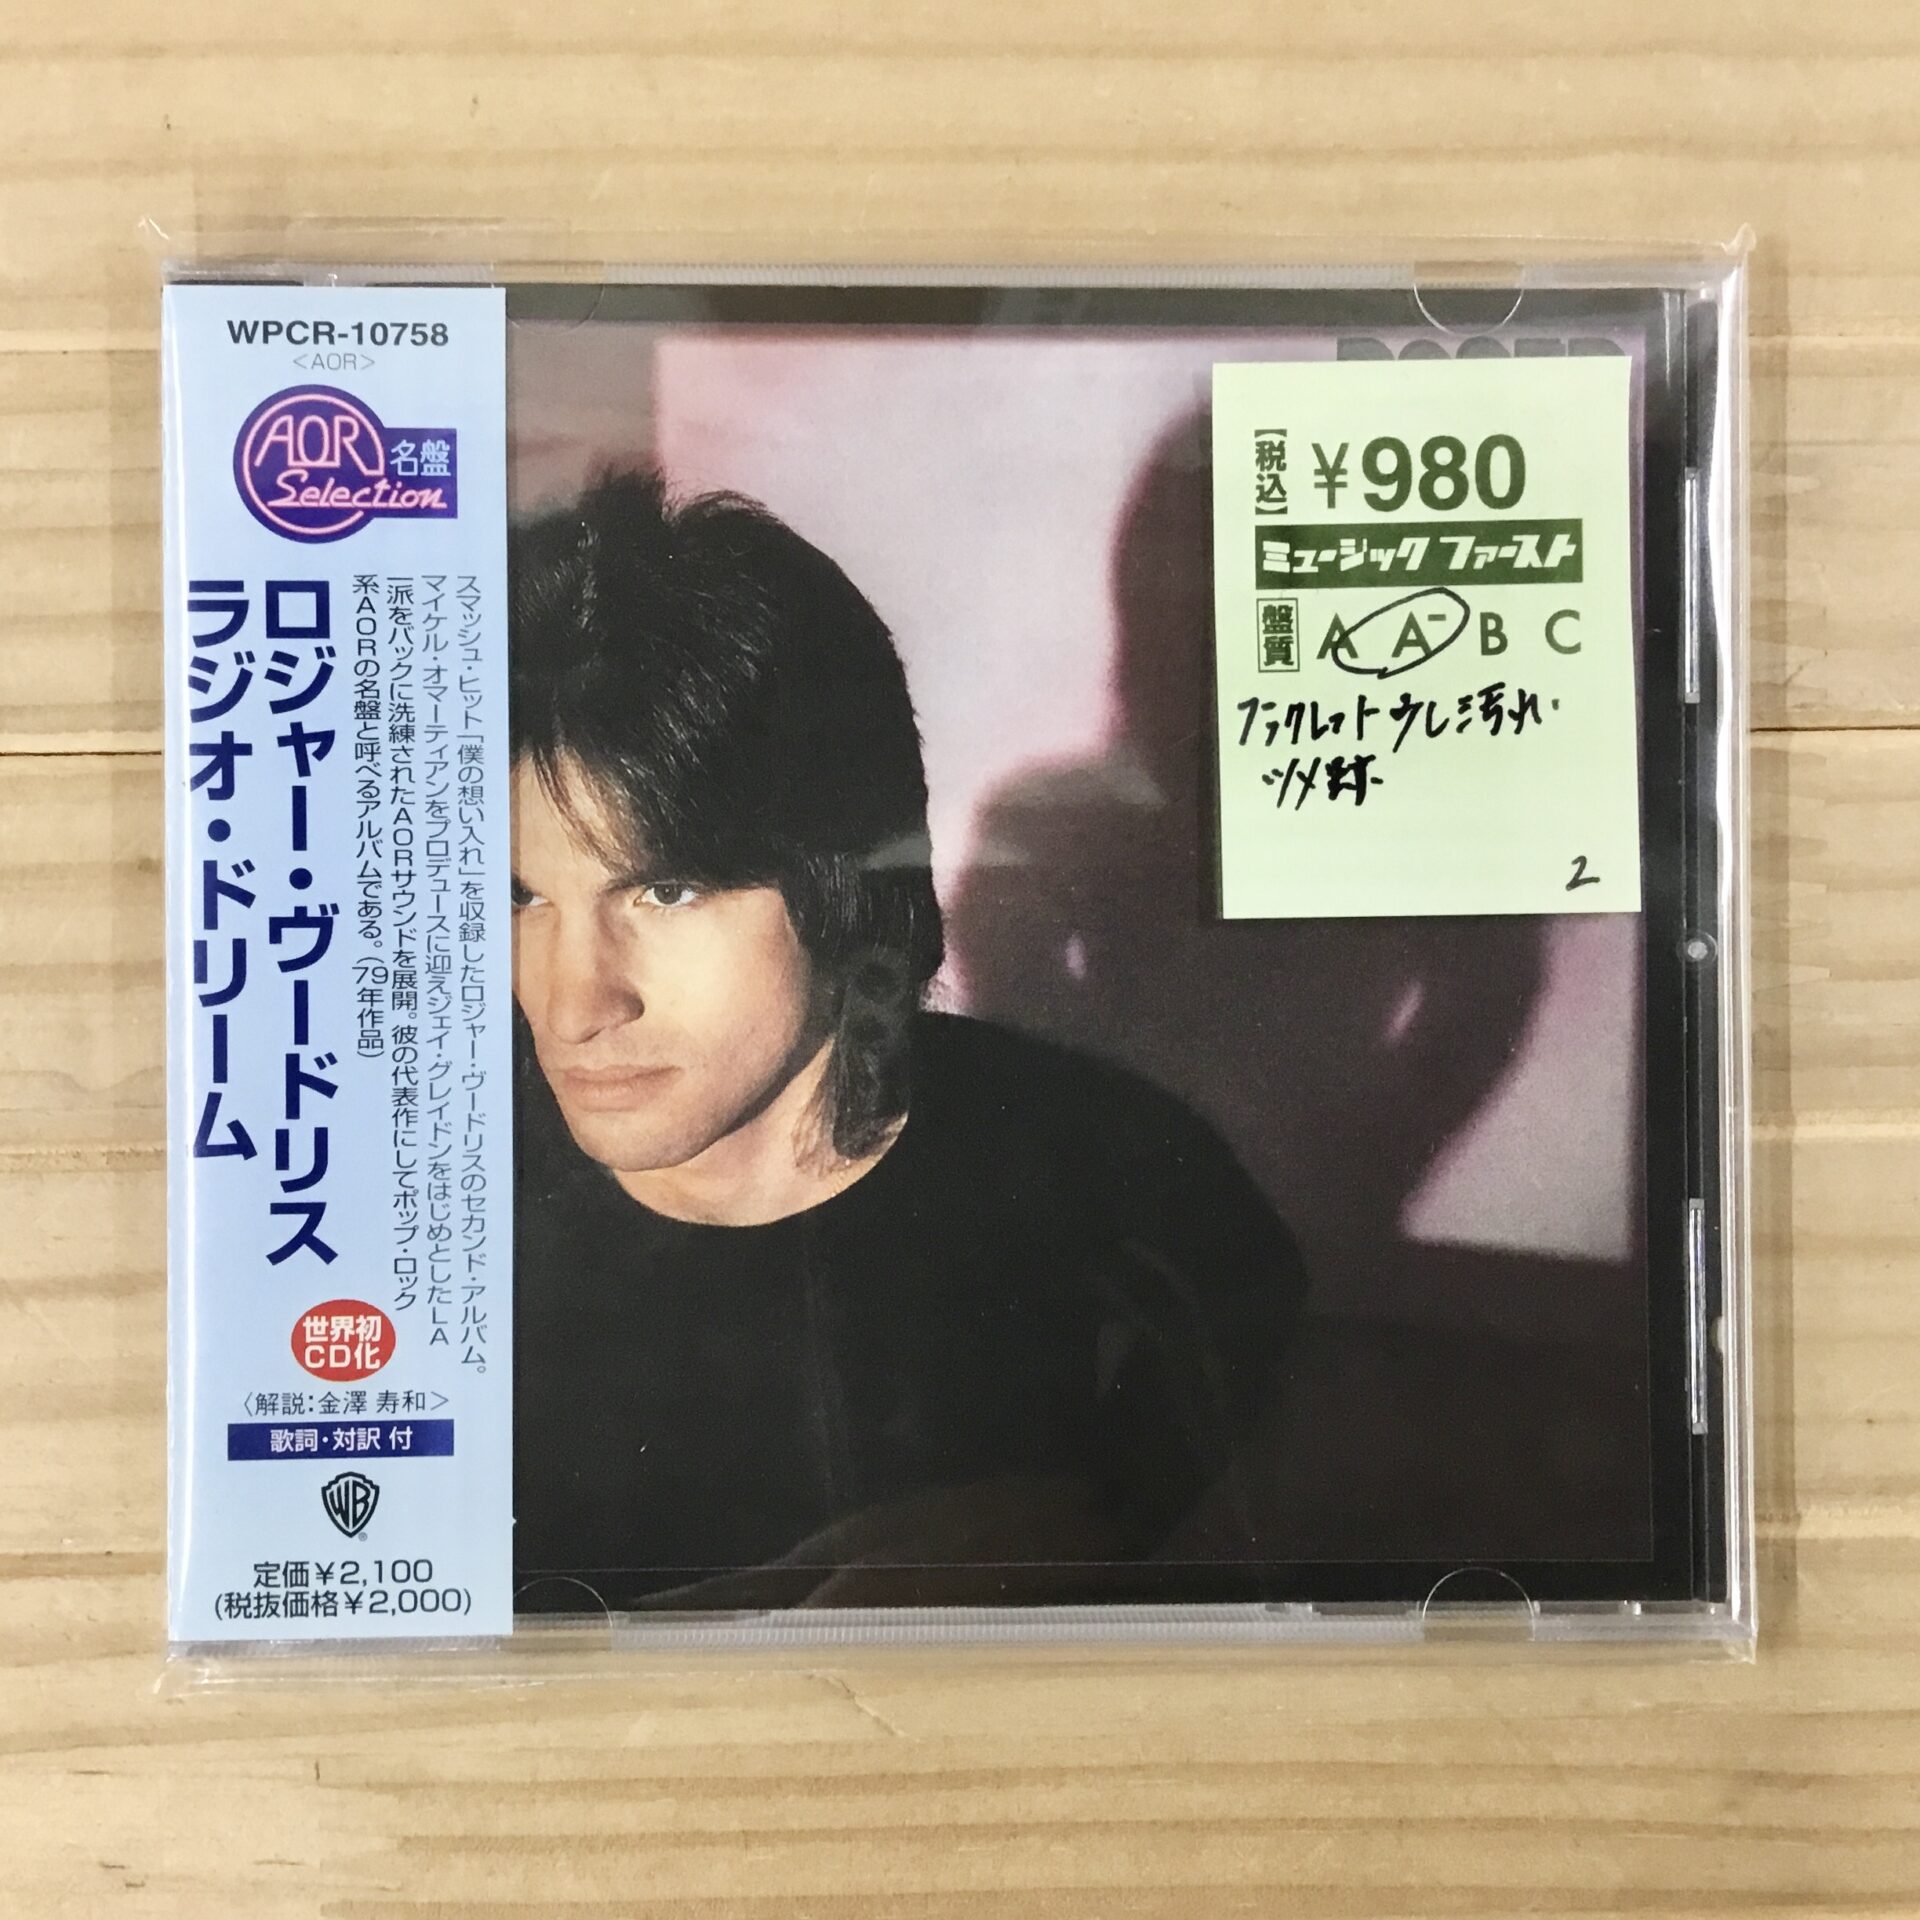 WPCR-10758
<AOR>
AOR
名盤
Selection
スマッシュ・ヒット「僕の想い入れ」を収録したロジャー・ヴードリスのセカンド・アルバム。
マイケル・オマーティアンをプロデュースに迎えジェイ・グレイドンをはじめとしたLA
一派をバックに洗練されたAORサウンドを展開。彼の代表作にしてポップ・ロック
系AORの名盤と呼べるアルバムである。(79年作品)
ロジャー・ヴードリス
ラジオ・ドリーム
世界初
CD化
〈解説:金澤 寿和〉
歌詞・対訳 付
WB
定価¥2,100
(税抜価格¥2,000)
【税込】¥980
ミュージック ファースト
盤質 A A- B C
ブックレット ウレ汚れ・
ツメ跡
2